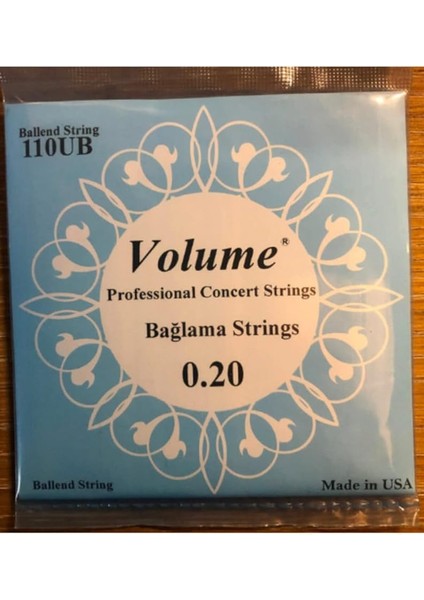 Ballend String
110UB
Volume®
Professional Concert Strings
Bağlama Strings
0.20
Ballend String
Made in USA